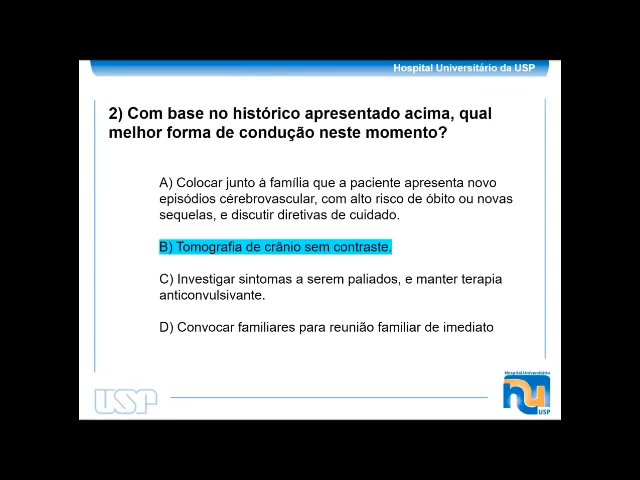 Hospital Universitário da USP
2) Com base no histórico apresentado acima, qual
melhor forma de condução neste momento?
A) Colocar junto à família que a paciente apresenta novo
episódios cérebrovascular, com alto risco de óbito ou novas
sequelas, e discutir diretivas de cuidado.
B) Tomografia de crânio sem contraste.
C) Investigar sintomas a serem paliados, e manter terapia
anticonvulsivante.
D) Convocar familiares para reunião familiar de imediato
Hospital Universitário
hu
USP
USP